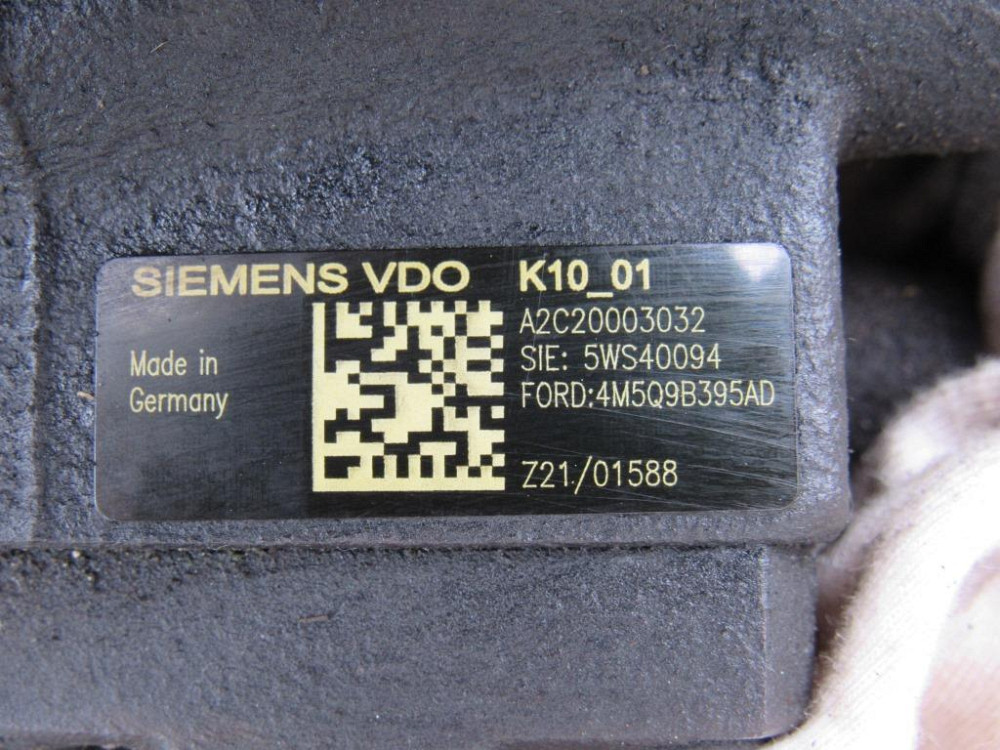 SIEMENS VDO
Made in
Germany
K10_01
A2C20003032
SIE: 5WS40094
FORD:4M5Q9B395AD
Z21/01588